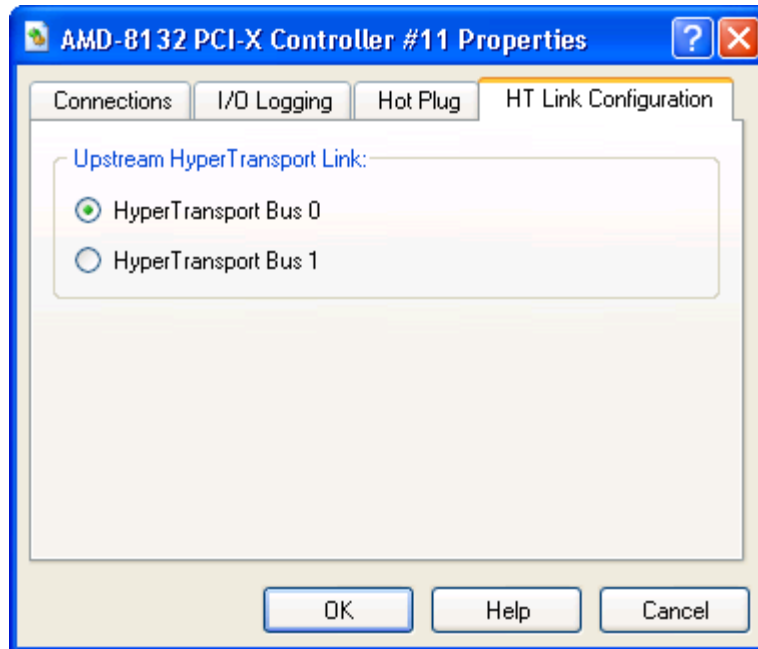 AMD-8132 PCI-X Controller #11 Properties
Connections I/O Logging Hot Plug HT Link Configuration
Upstream HyperTransport Link:
HyperTransport Bus 0
HyperTransport Bus 1
OK Help Cancel